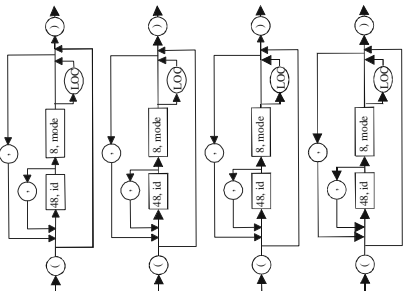 (
48, id
,
,
8, mode
LOC
)
(
48, id
,
,
8, mode
LOC
)
(
48, id
,
,
8, mode
LOC
)
(
48, id
,
,
8, mode
LOC
)